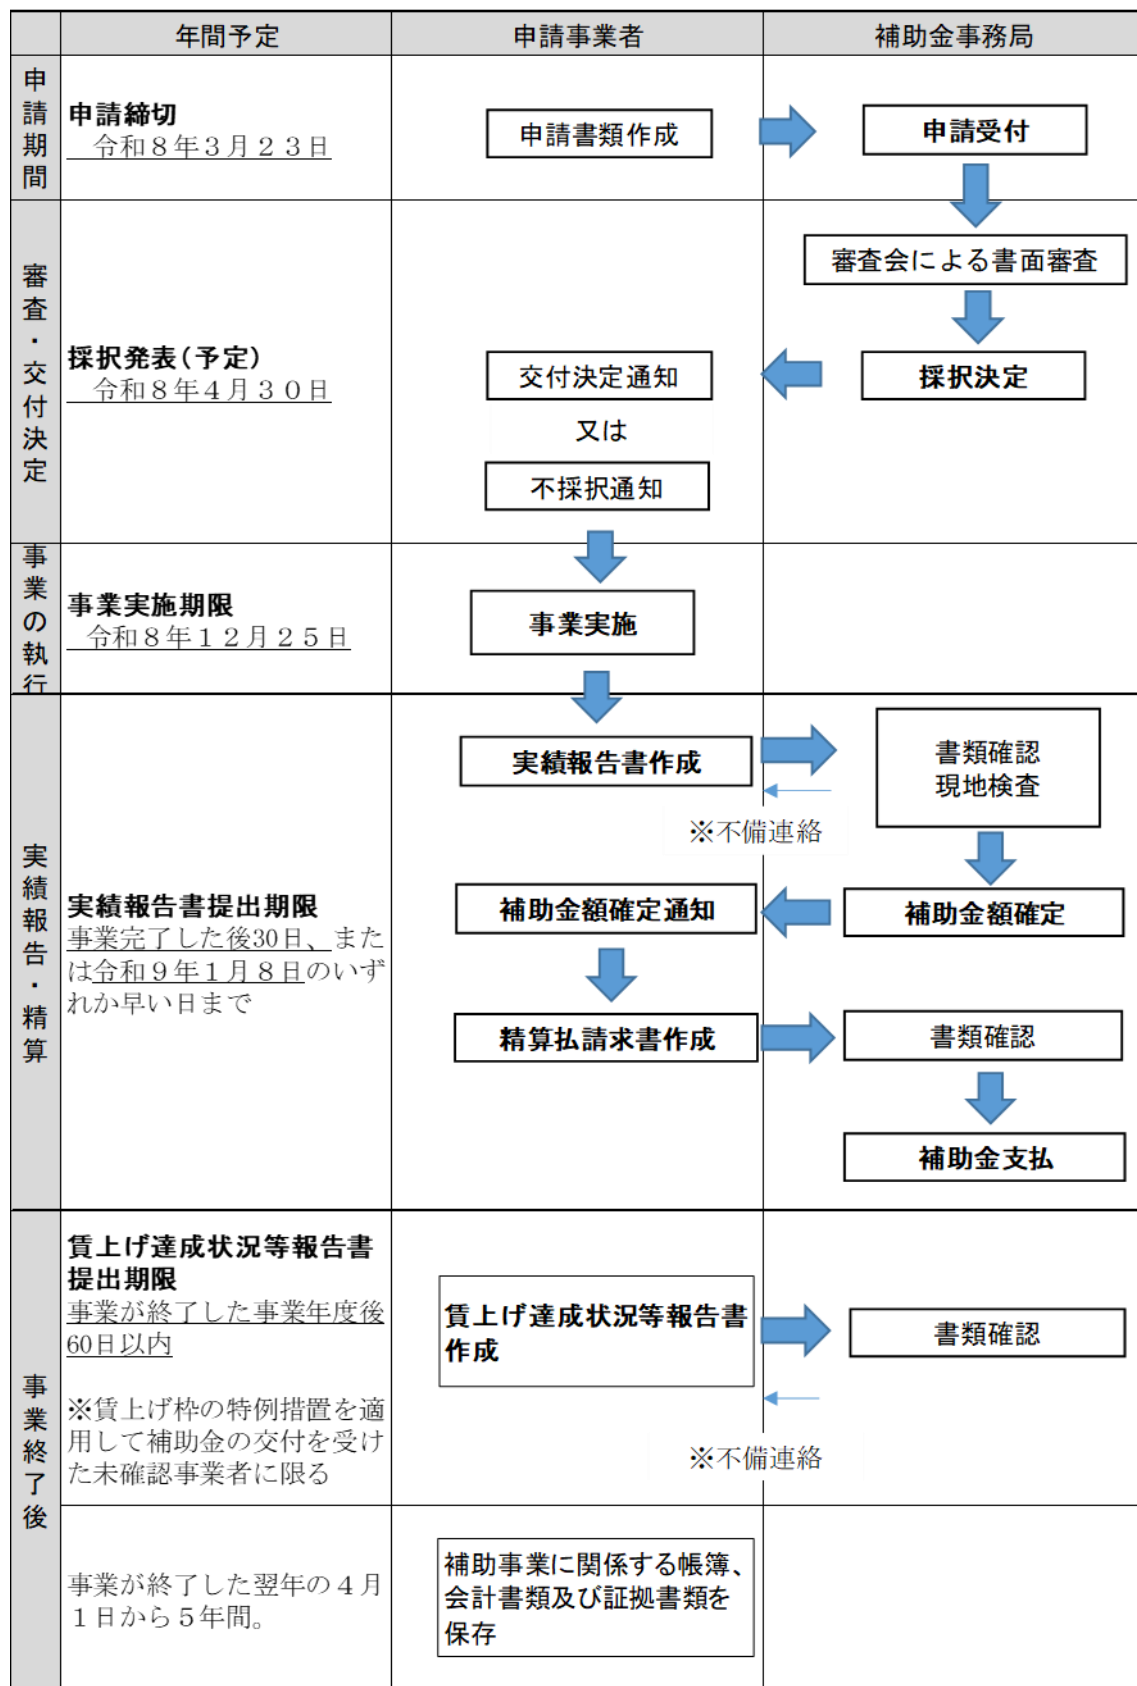 年間予定
申請事業者
補助金事務局
申請期間
申請締切
令和８年３月２３日
申請書類作成
申請受付
審査・交付決定
審査会による書面審査
採択発表（予定）
令和８年４月３０日
交付決定通知
採択決定
又は
不採択通知
事業の執行
事業実施期限
令和８年１２月２５日
事業実施
実績報告・精算
実績報告書作成
書類確認
現地検査
※不備連絡
実績報告書提出期限
事業完了した後30日、また
は令和９年１月８日のいず
れか早い日まで
補助金額確定通知
補助金額確定
精算払請求書作成
書類確認
補助金支払
事業終了後
賃上げ達成状況等報告書
提出期限
事業が終了した事業年度後
60日以内
※賃上げ枠の特例措置を適
用して補助金の交付を受け
た未確認事業者に限る
賃上げ達成状況等報告書
作成
書類確認
※不備連絡
事業が終了した翌年の４月
１日から５年間。
補助事業に関係する帳簿、
会計書類及び証拠書類を
保存